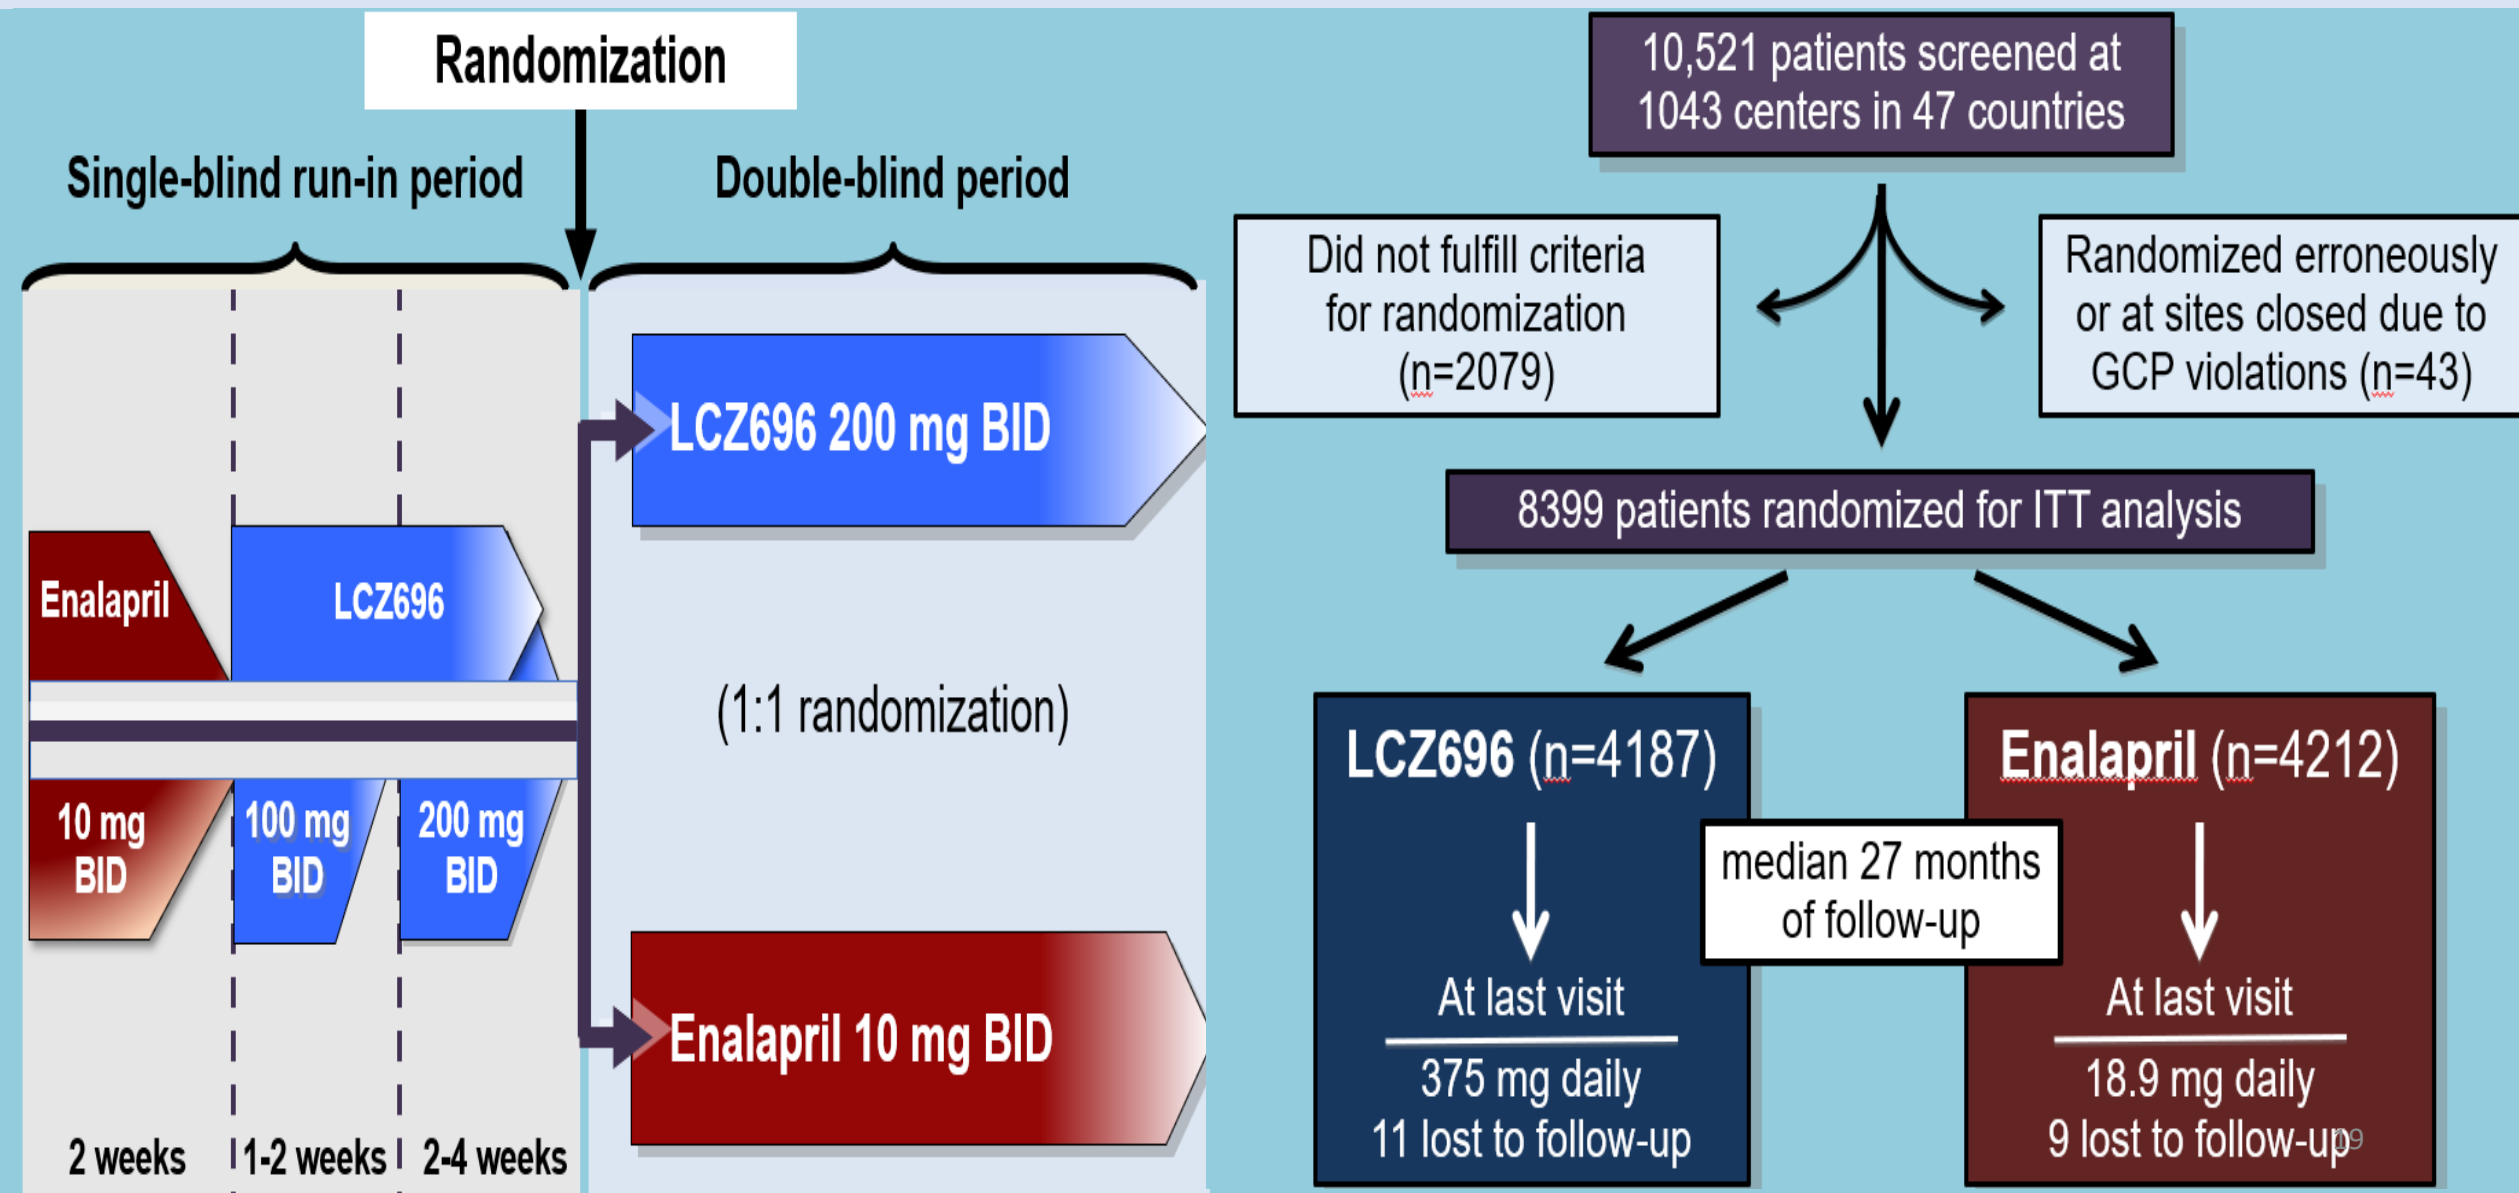 Randomization
Single-blind run-in period
Double-blind period
Enalapril
LCZ696
10 mg
BID
100 mg
BID
200 mg
BID
2 weeks
1-2 weeks
2-4 weeks
LCZ696 200 mg BID
(1:1 randomization)
Enalapril 10 mg BID
10,521 patients screened at
1043 centers in 47 countries
Did not fulfill criteria
for randomization
(n=2079)
Randomized erroneously
or at sites closed due to
GCP violations (n=43)
8399 patients randomized for ITT analysis
LCZ696 (n=4187)
Enalapril (n=4212)
median 27 months
of follow-up
At last visit
375 mg daily
11 lost to follow-up
At last visit
18.9 mg daily
9 lost to follow-up
19